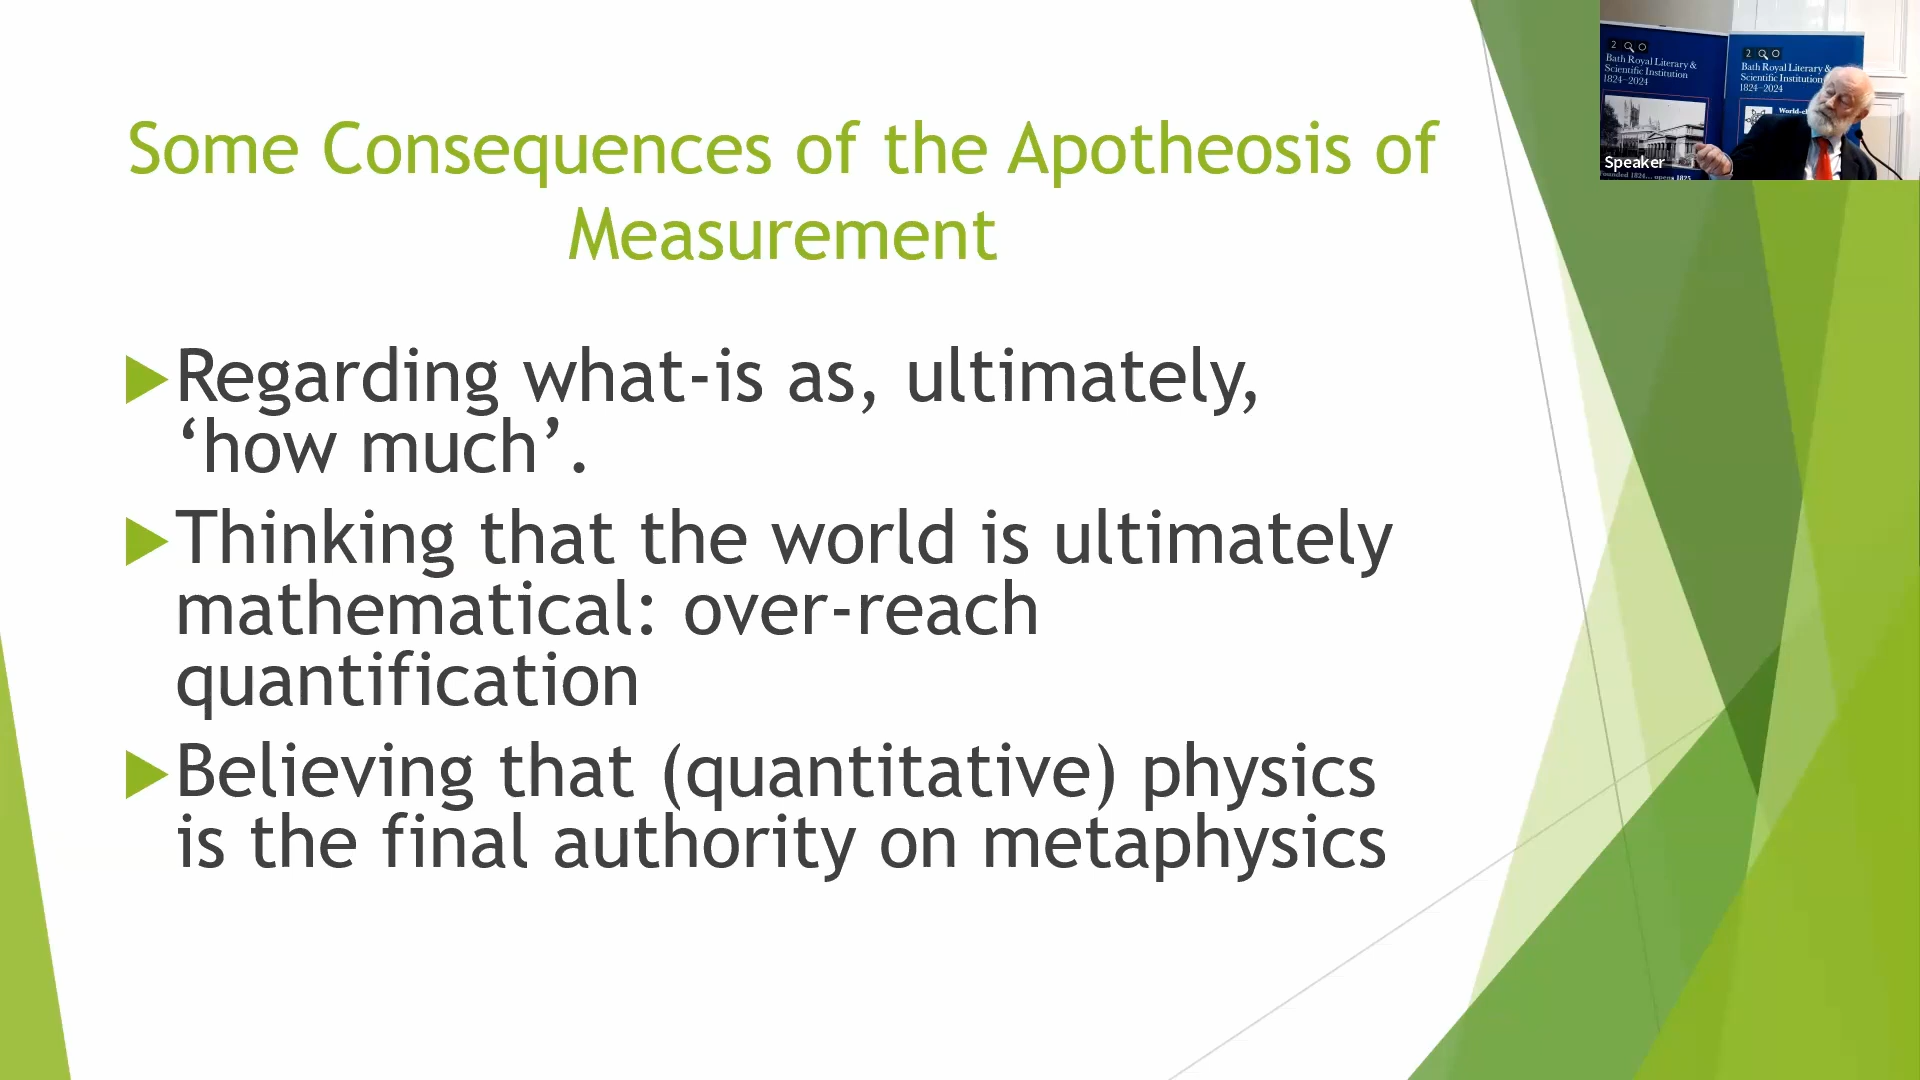 Some Consequences of the Apotheosis of
Measurement
Regarding what-is as, ultimately,
‘how much’.
Thinking that the world is ultimately
mathematical: over-reach
quantification
Believing that (quantitative) physics
is the final authority on metaphysics
Bath Royal Literary &
Scientific Institution
1824–2024
Bath Royal Literary &
Scientific Institution
1824–2024
Speaker